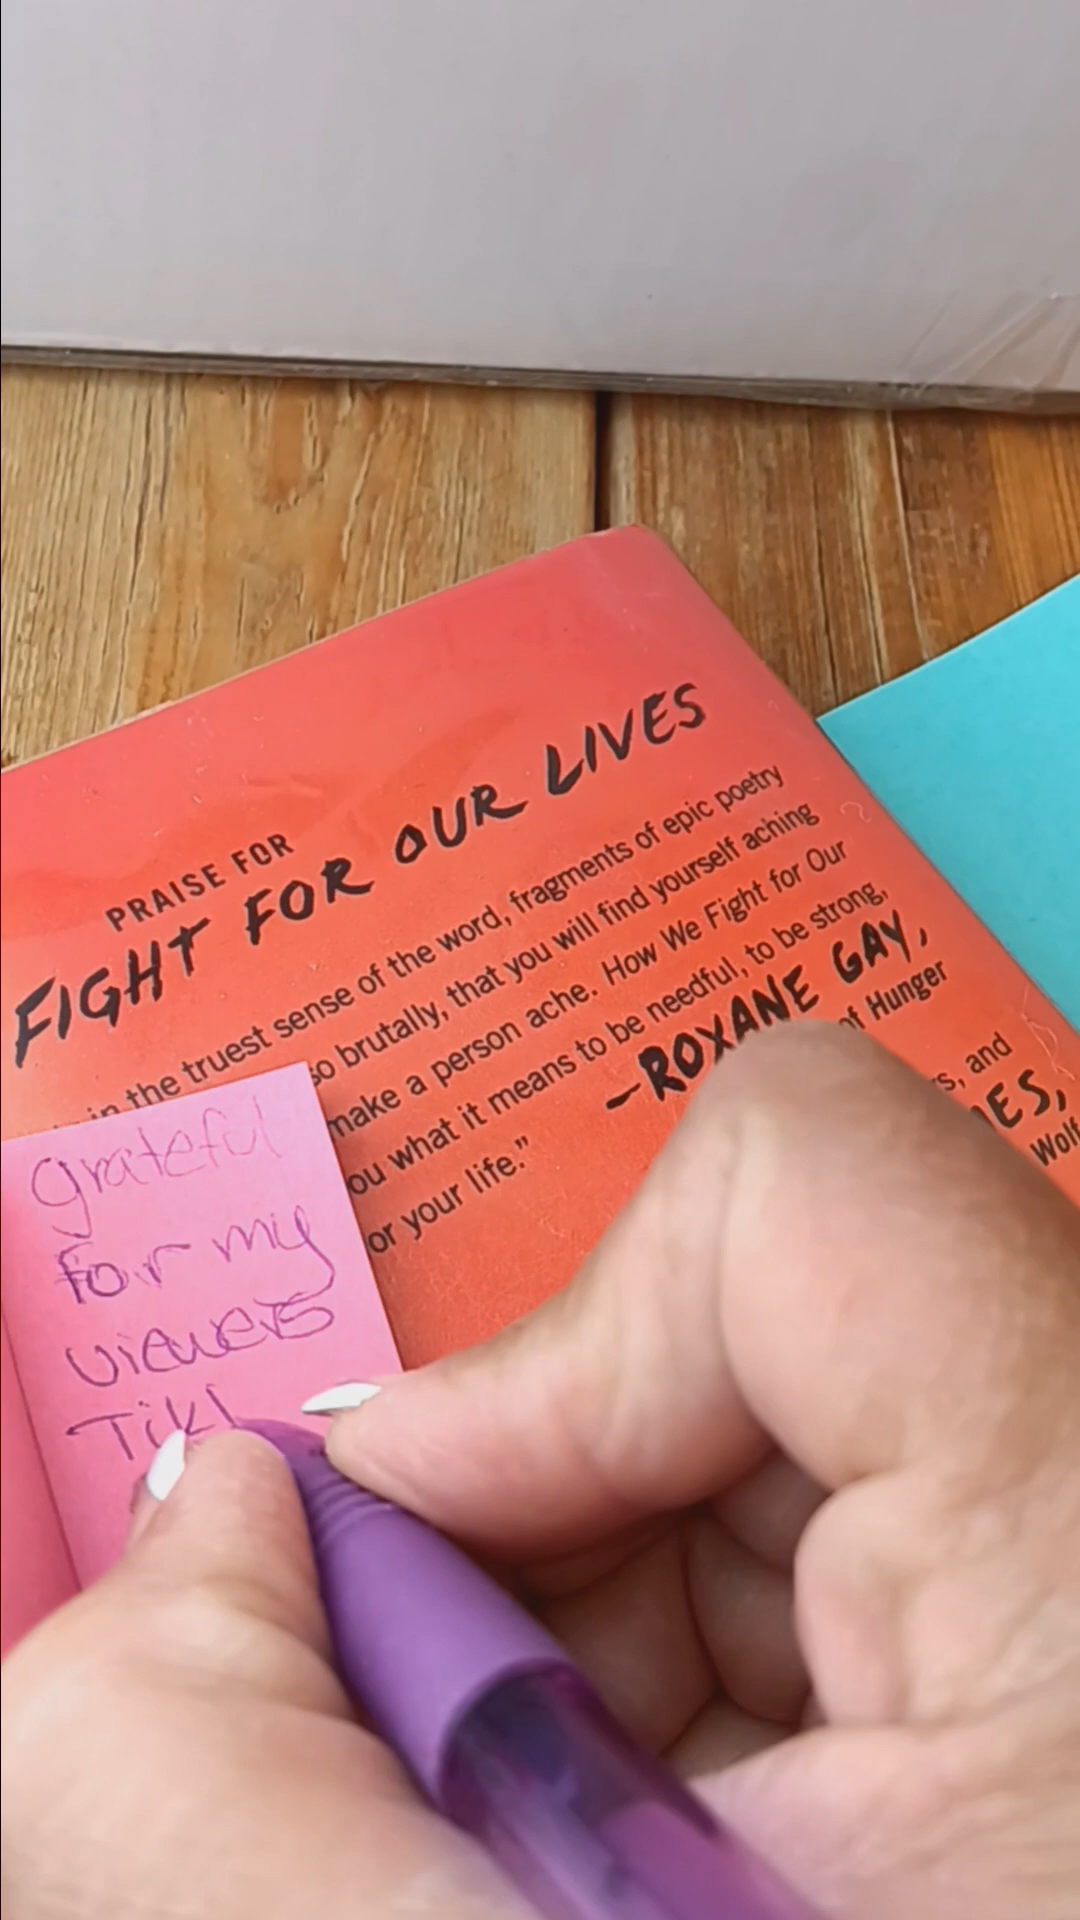 PRAISE FOR
FIGHT FOR OUR LIVES
in the truest sense of the word, fragments of epic poetry
so brutally, that you will find yourself aching
make a person ache. How We Fight for Our
ou what it means to be needful, to be strong,
or your life.”
—ROXANE GAY,
of Hunger
s, and
NES,
Wolf
grateful
for my
viewers
Tik